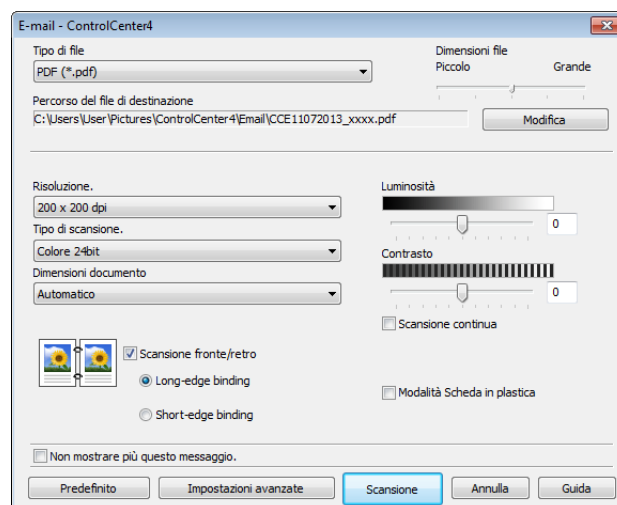 E-mail - ControlCenter4
Tipo di file
PDF (*.pdf)
Dimensioni file
Piccolo Grande
Percorso del file di destinazione
C:\Users\User\Pictures\ControlCenter4\Email\CCE11072013_xxxx.pdf
Modifica
Risoluzione.
200 x 200 dpi
Tipo di scansione.
Colore 24bit
Dimensioni documento
Automatico
Luminosità
0
Contrasto
0
Scansione continua
Scansione fronte/retro
Long-edge binding
Short-edge binding
Modalità Scheda in plastica
Non mostrare più questo messaggio.
Predefinito Impostazioni avanzate Scansione Annulla Guida